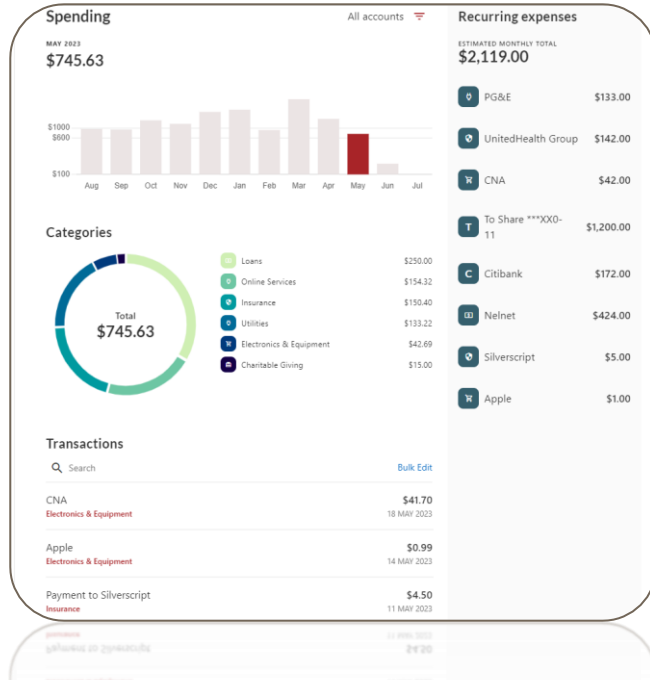 Spending
All accounts
MAY 2023
$745.63
$1000
$600
$100
Aug Sep Oct Nov Dec Jan Feb Mar Apr May Jun Jul
Categories
Total
$745.63
Loans $250.00
Online Services $154.32
Insurance $150.40
Utilities $133.22
Electronics & Equipment $42.69
Charitable Giving $15.00
Transactions
Search
Bulk Edit
CNA $41.70
Electronics & Equipment 18 MAY 2023
Apple $0.99
Electronics & Equipment 14 MAY 2023
Payment to Silverscript $4.50
Insurance 11 MAY 2023
Recurring expenses
ESTIMATED MONTHLY TOTAL
$2,119.00
PG&E $133.00
UnitedHealth Group $142.00
CNA $42.00
T To Share ***XX0-
11 $1,200.00
C Citibank $172.00
Nelnet $424.00
Silverscript $5.00
Apple $1.00